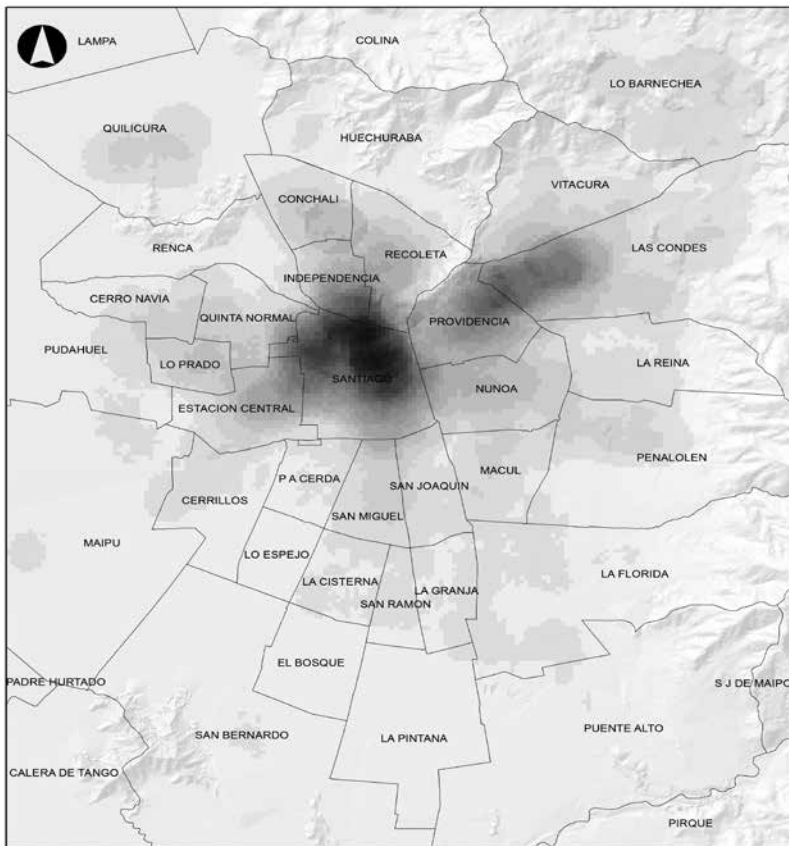 LAMPA
COLINA
LO BARNECHEA
QUILICURA
HUECHURABA
VITACURA
CONCHALI
RENCA
RECOLETA
LAS CONDES
INDEPENDENCIA
CERRO NAVIA
QUINTA NORMAL
PROVIDENCIA
PUDAHUEL
LO PRADO
LA REINA
SANTIAGO
NUNOA
ESTACION CENTRAL
PENALOLEN
MACUL
P A CERDA
SAN JOAQUIN
CERRILLOS
SAN MIGUEL
MAIPU
LO ESPEJO
LA FLORIDA
LA CISTERNA
LA GRANJA
SAN RAMON
EL BOSQUE
PADRE HURTADO
S J DE MAIPO
SAN BERNARDO
LA PINTANA
PUENTE ALTO
CALERA DE TANGO
PIRQUE